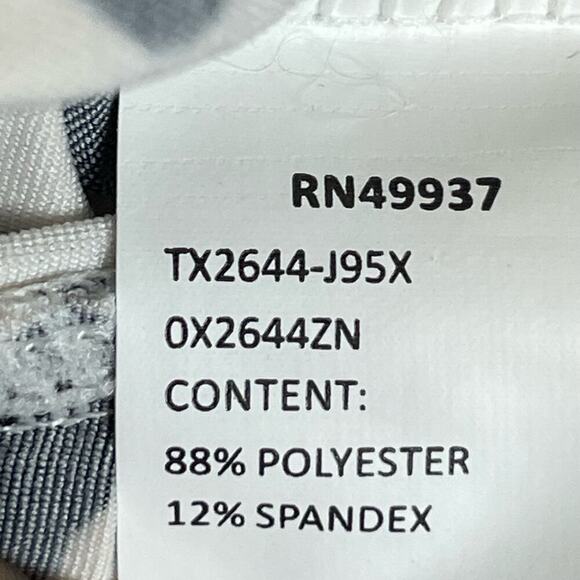 RN49937
TX2644-J95X
0X2644ZN
CONTENT:
88% POLYESTER
12% SPANDEX